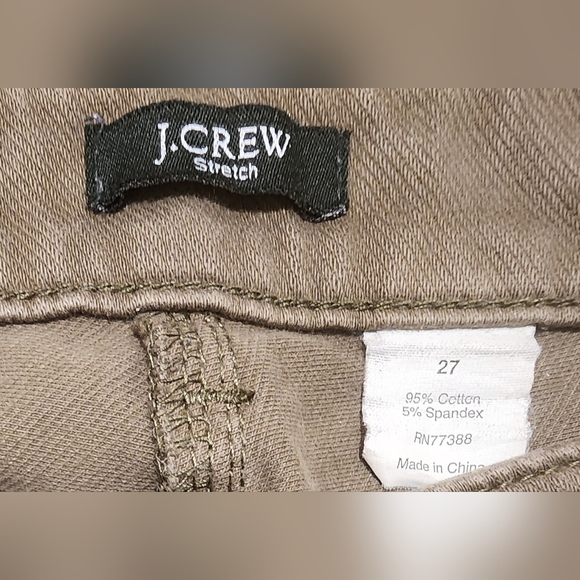 J.CREW
Stretch
27
95% Cotton
5% Spandex
RN77388
Made in China